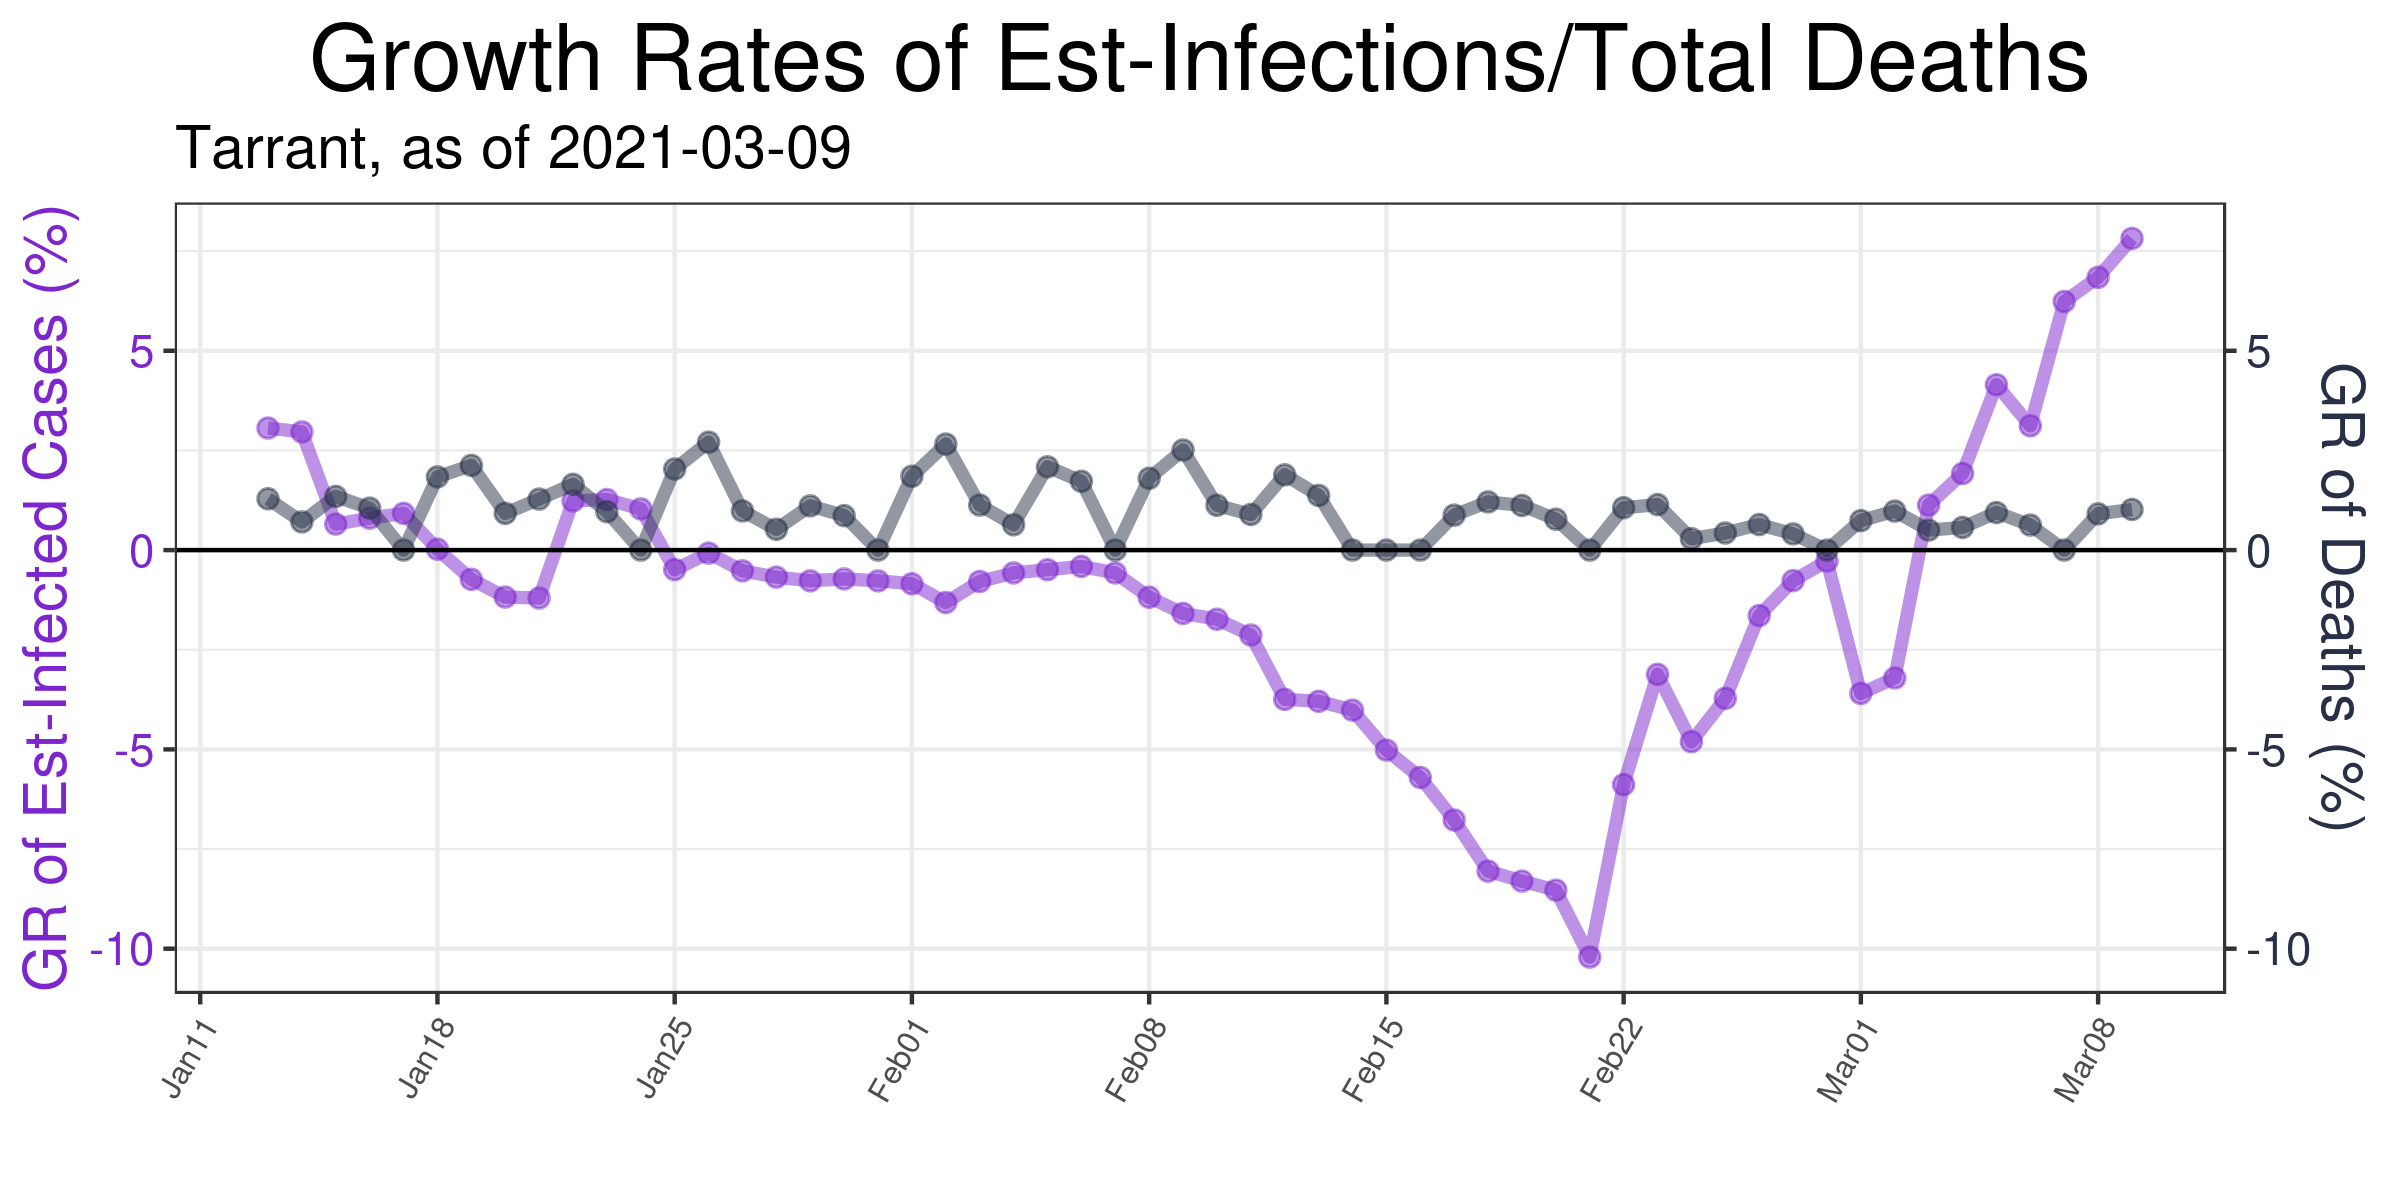 Growth Rates of Est-Infections/Total Deaths
Tarrant, as of 2021-03-09
GR of Est-Infected Cases (%)
5
0
-5
-10
5
0
-5
-10
GR of Deaths (%)
Jan11
Jan18
Jan25
Feb01
Feb08
Feb15
Feb22
Mar01
Mar08